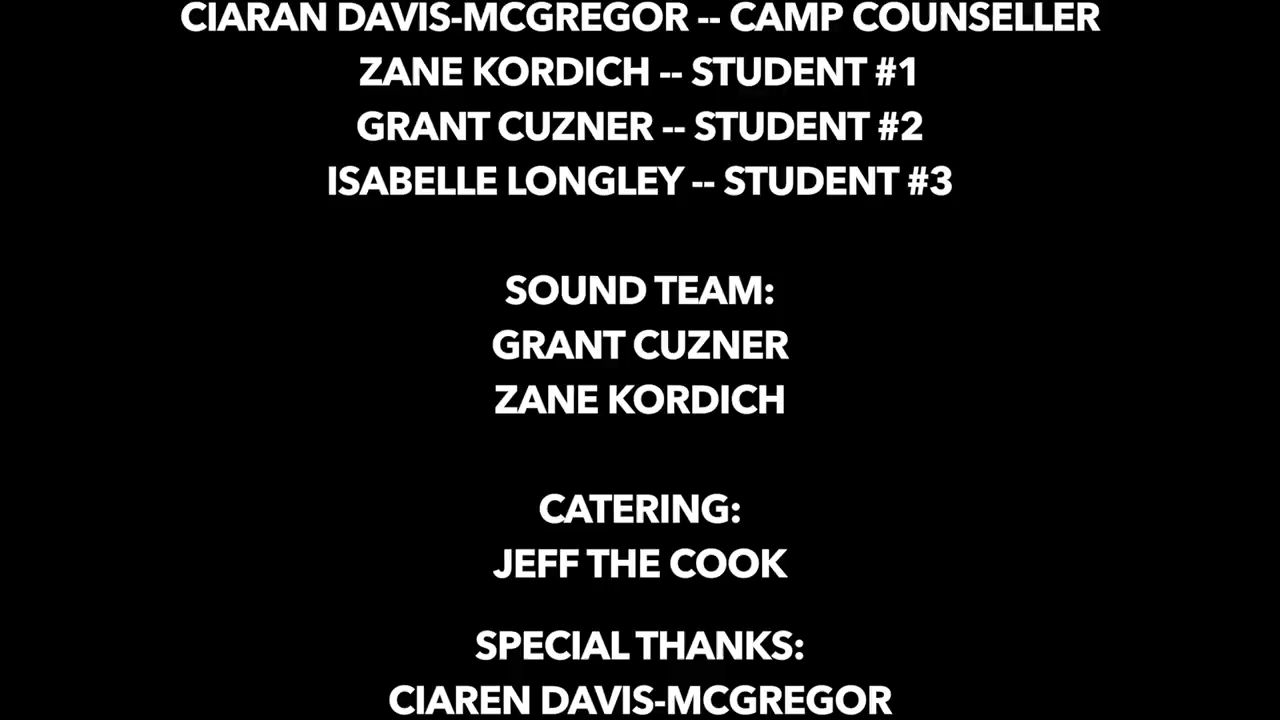 CIARAN DAVIS-MCGREGOR -- CAMP COUNSELLER
ZANE KORDICH -- STUDENT #1
GRANT CUZNER -- STUDENT #2
ISABELLE LONGLEY -- STUDENT #3
SOUND TEAM:
GRANT CUZNER
ZANE KORDICH
CATERING:
JEFF THE COOK
SPECIAL THANKS:
CIAREN DAVIS-MCGREGOR